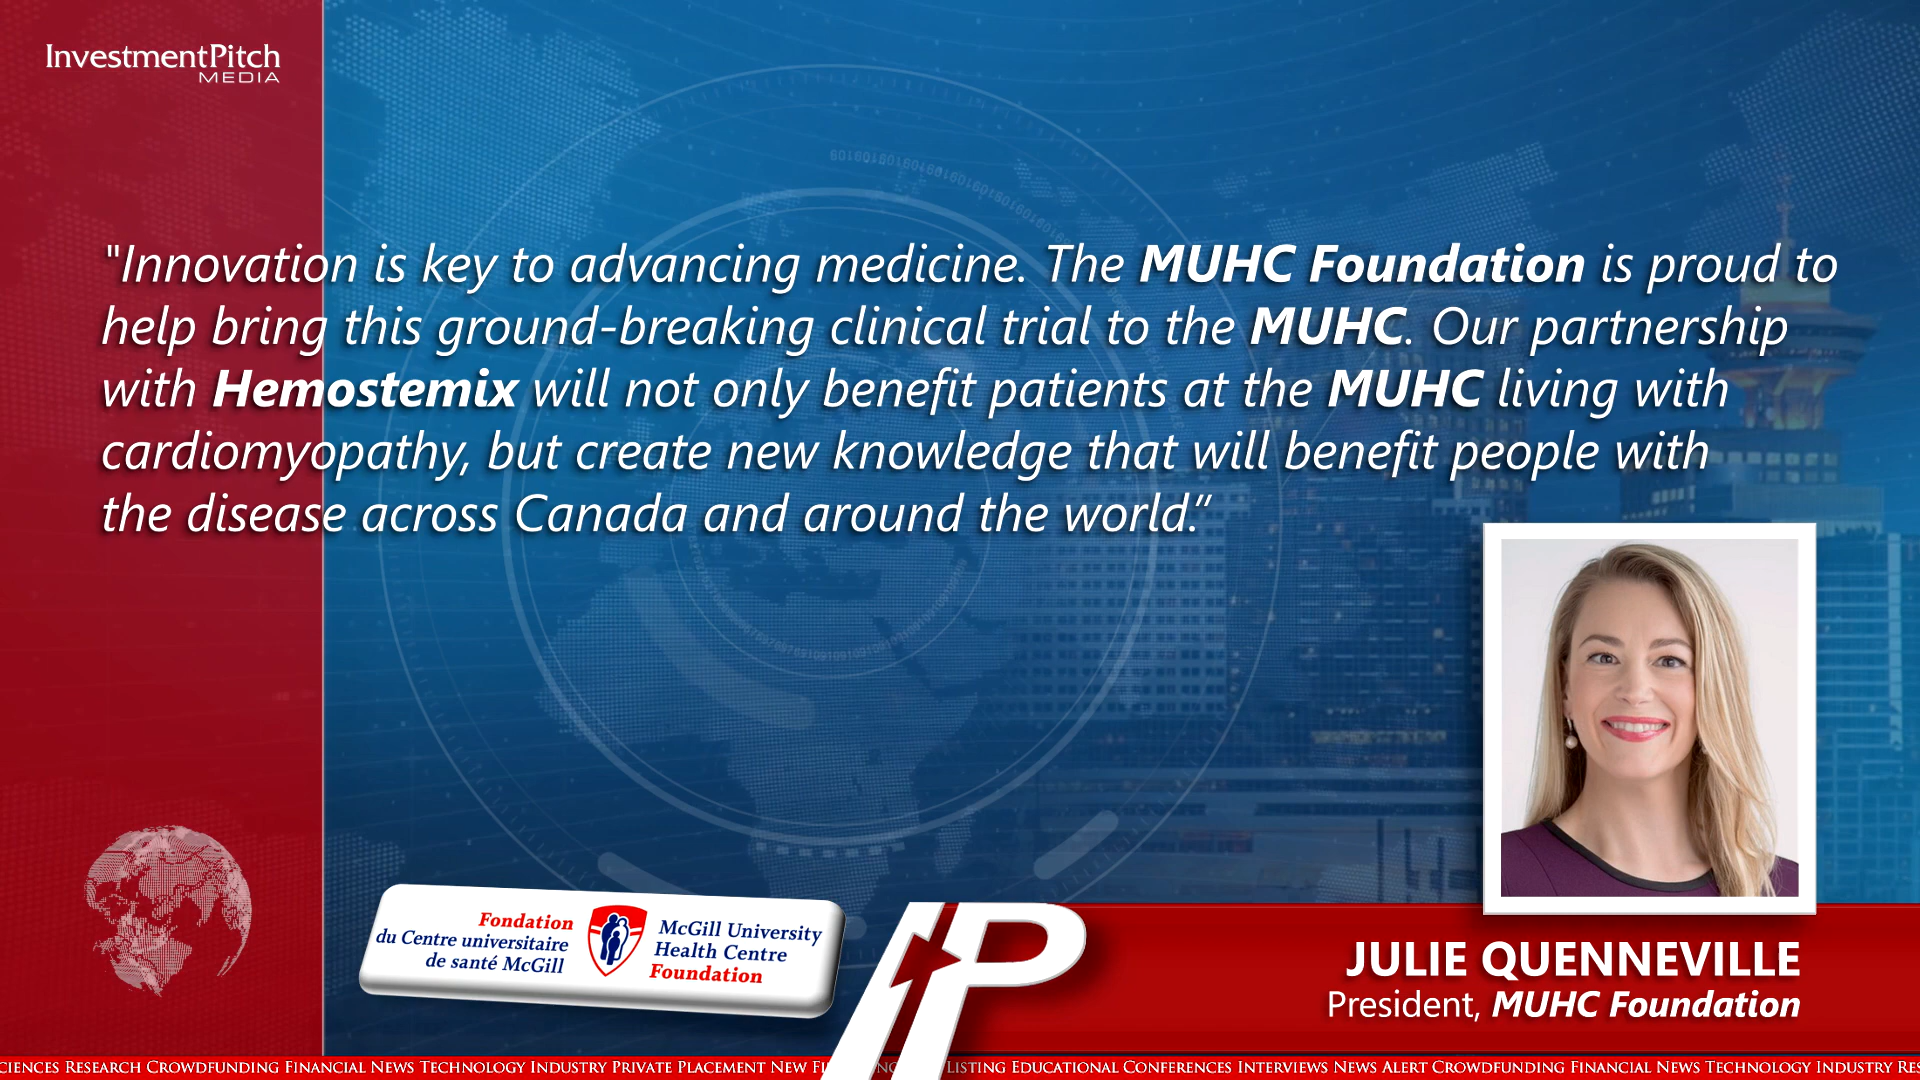 InvestmentPitch
MEDIA
"Innovation is key to advancing medicine. The MUHC Foundation is proud to
help bring this ground-breaking clinical trial to the MUHC. Our partnership
with Hemostemix will not only benefit patients at the MUHC living with
cardiomyopathy, but create new knowledge that will benefit people with
the disease across Canada and around the world.”
Fondation
du Centre universitaire
de santé McGill
McGill University
Health Centre
Foundation
IP
JULIE QUENNEVILLE
President, MUHC Foundation
RESEARCH CROWDFUNDING FINANCIAL NEWS TECHNOLOGY INDUSTRY PRIVATE PLACEMENT NEW LISTING EDUCATIONAL CONFERENCES INTERVIEWS NEWS ALERT CROWDFUNDING FINANCIAL NEWS TECHNOLOGY INDUSTRY